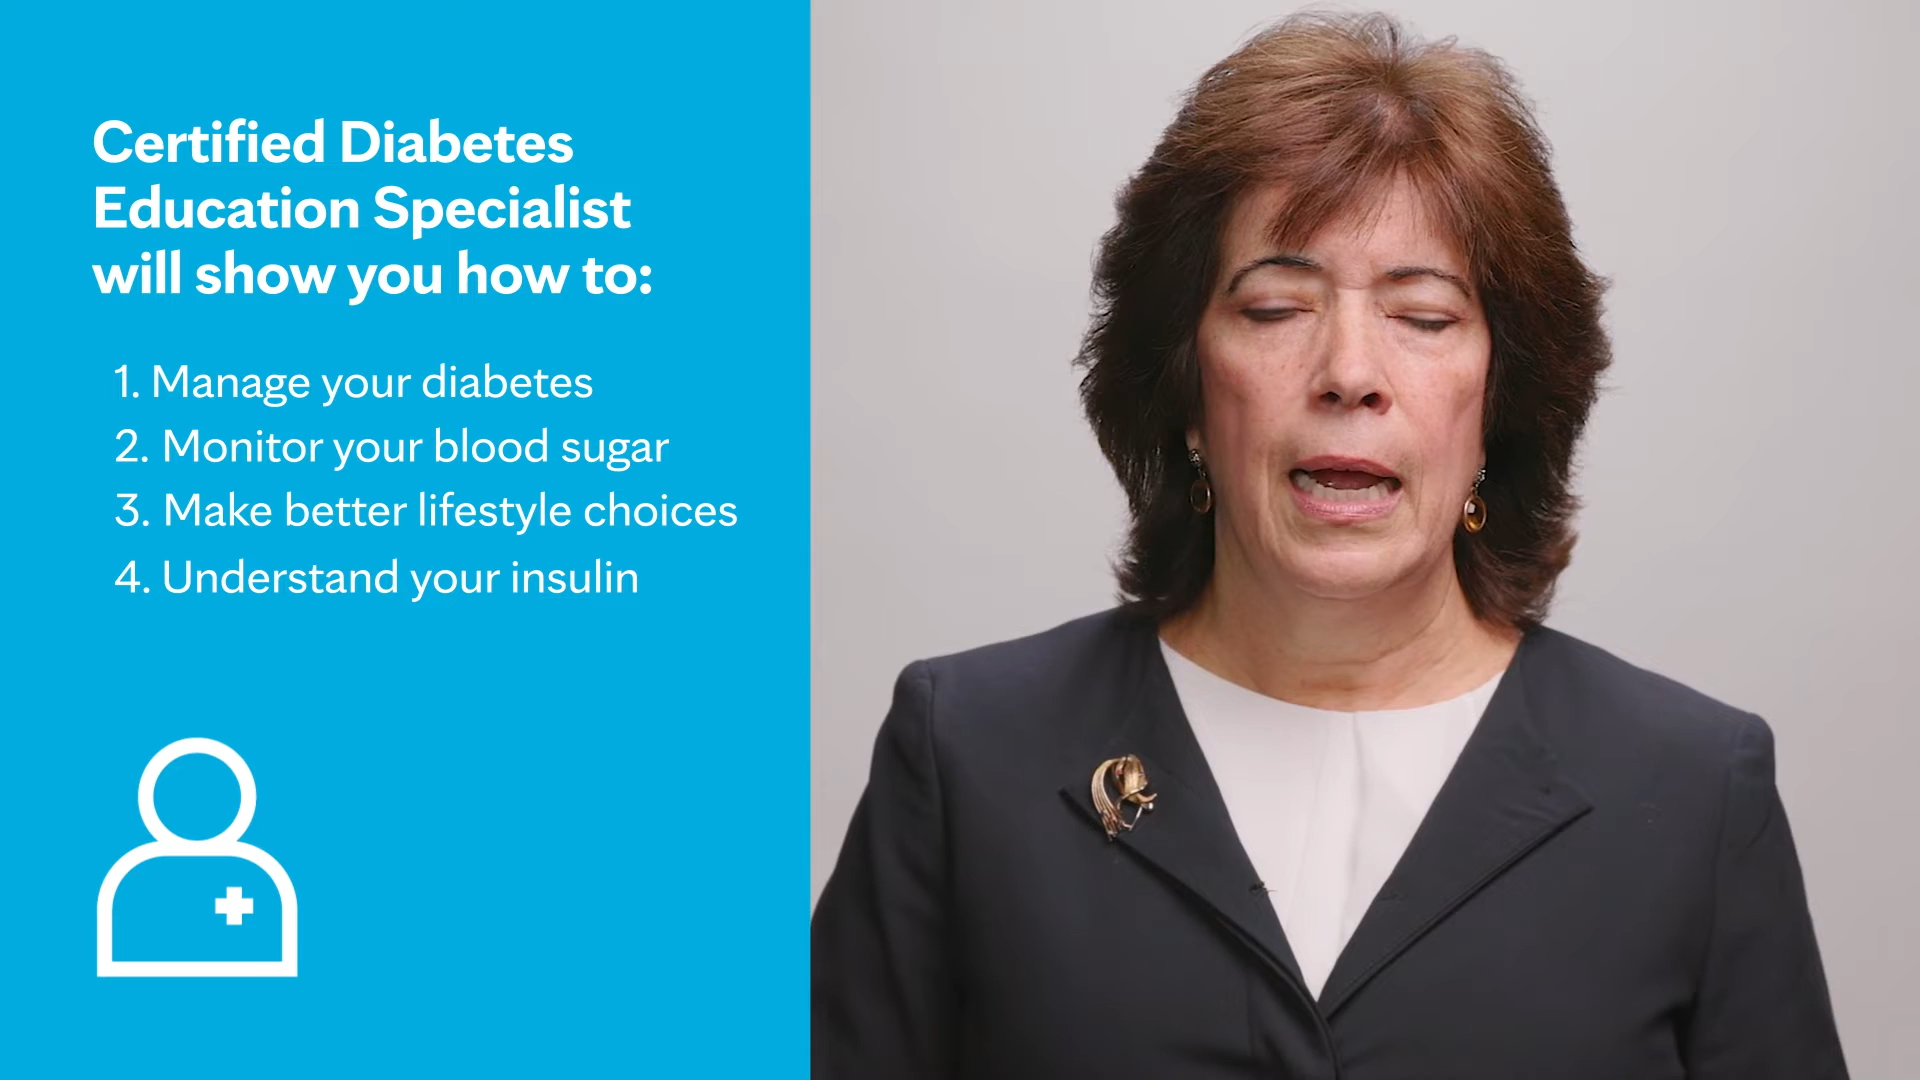 Certified Diabetes
Education Specialist
will show you how to:
1. Manage your diabetes
2. Monitor your blood sugar
3. Make better lifestyle choices
4. Understand your insulin